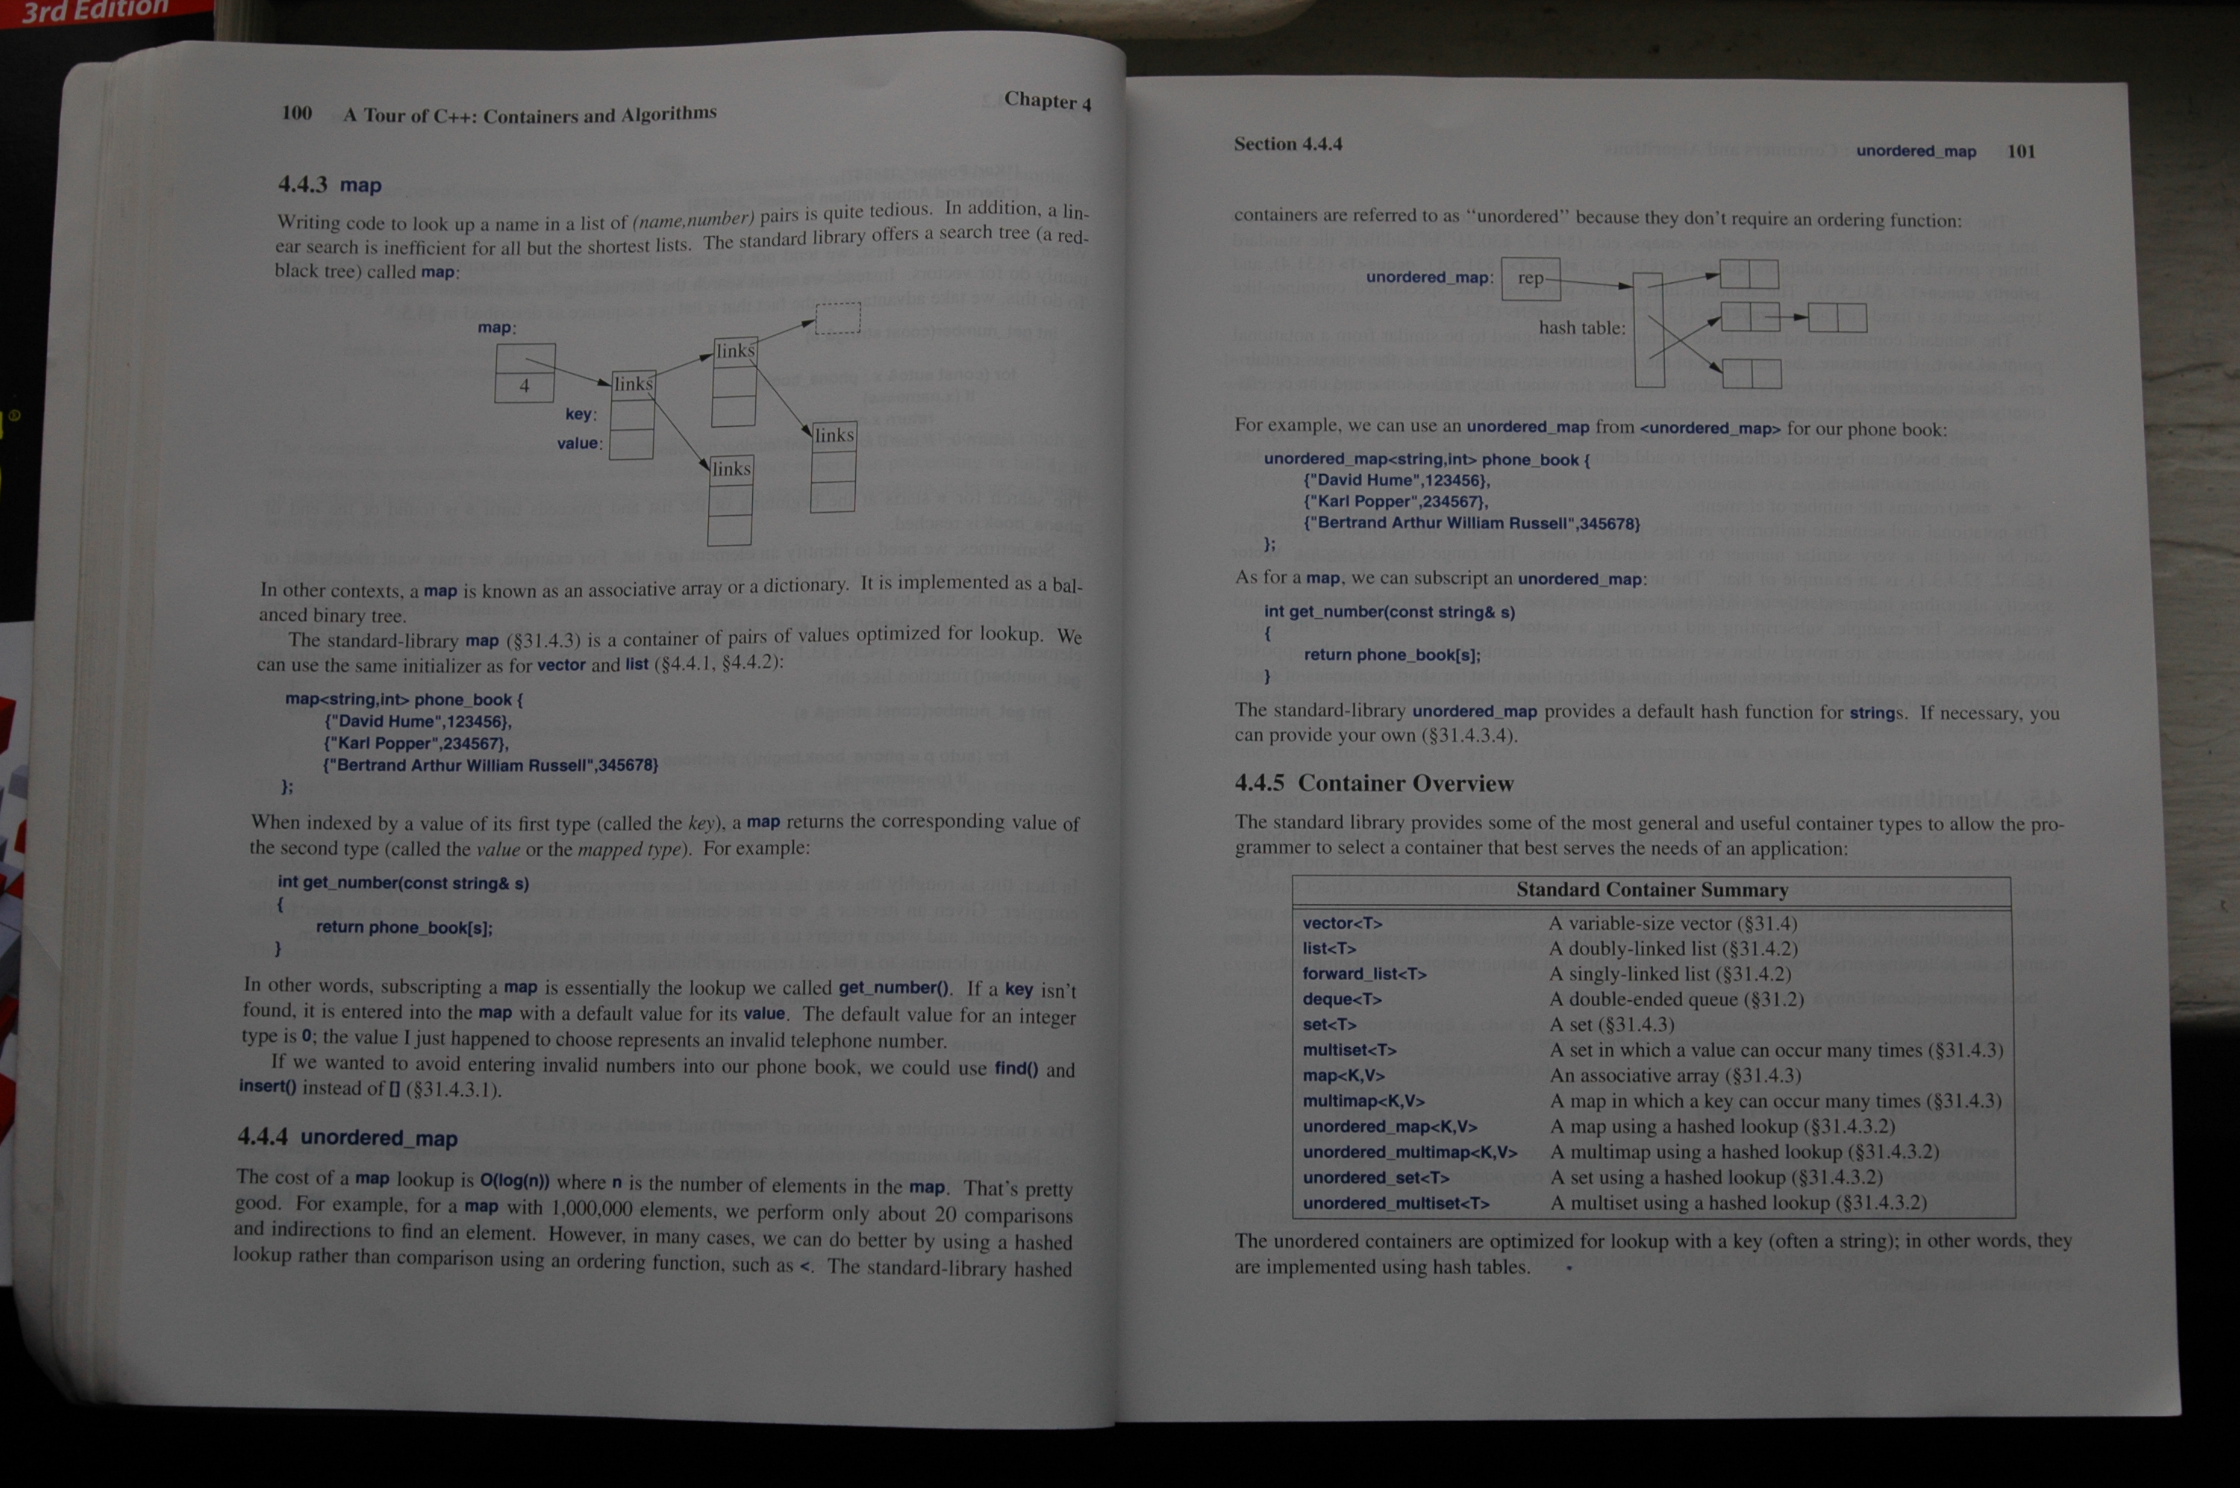 3rd Edition
100 A Tour of C++: Containers and Algorithms Chapter 4
4.4.3 map
Writing code to look up a name in a list of (name,number) pairs is quite tedious. In addition, a lin-
ear search is inefficient for all but the shortest lists. The standard library offers a search tree (a red-
black tree) called map:
map:
4
links
key:
value:
links
links
links
In other contexts, a map is known as an associative array or a dictionary. It is implemented as a bal-
anced binary tree.
The standard-library map (§31.4.3) is a container of pairs of values optimized for lookup. We
can use the same initializer as for vector and list (§4.4.1, §4.4.2):
map<string,int> phone_book {
{"David Hume",123456},
{"Karl Popper",234567},
{"Bertrand Arthur William Russell",345678}
};
When indexed by a value of its first type (called the key), a map returns the corresponding value of
the second type (called the value or the mapped type). For example:
int get_number(const string& s)
{
return phone_book[s];
}
In other words, subscripting a map is essentially the lookup we called get_number(). If a key isn't
found, it is entered into the map with a default value for its value. The default value for an integer
type is 0; the value I just happened to choose represents an invalid telephone number.
If we wanted to avoid entering invalid numbers into our phone book, we could use find() and
insert() instead of [] (§31.4.3.1).
4.4.4 unordered_map
The cost of a map lookup is O(log(n)) where n is the number of elements in the map. That's pretty
good. For example, for a map with 1,000,000 elements, we perform only about 20 comparisons
and indirections to find an element. However, in many cases, we can do better by using a hashed
lookup rather than comparison using an ordering function, such as <. The standard-library hashed
Section 4.4.4 unordered_map 101
containers are referred to as "unordered" because they don't require an ordering function:
unordered_map: rep
hash table:
For example, we can use an unordered_map from <unordered_map> for our phone book:
unordered_map<string,int> phone_book {
{"David Hume",123456},
{"Karl Popper",234567},
{"Bertrand Arthur William Russell",345678}
};
As for a map, we can subscript an unordered_map:
int get_number(const string& s)
{
return phone_book[s];
}
The standard-library unordered_map provides a default hash function for strings. If necessary, you
can provide your own (§31.4.3.4).
4.4.5 Container Overview
The standard library provides some of the most general and useful container types to allow the pro-
grammer to select a container that best serves the needs of an application:
Standard Container Summary
vector<T> A variable-size vector (§31.4)
list<T> A doubly-linked list (§31.4.2)
forward_list<T> A singly-linked list (§31.4.2)
deque<T> A double-ended queue (§31.2)
set<T> A set (§31.4.3)
multiset<T> A set in which a value can occur many times (§31.4.3)
map<K,V> An associative array (§31.4.3)
multimap<K,V> A map in which a key can occur many times (§31.4.3)
unordered_map<K,V> A map using a hashed lookup (§31.4.3.2)
unordered_multimap<K,V> A multimap using a hashed lookup (§31.4.3.2)
unordered_set<T> A set using a hashed lookup (§31.4.3.2)
unordered_multiset<T> A multiset using a hashed lookup (§31.4.3.2)
The unordered containers are optimized for lookup with a key (often a string); in other words, they
are implemented using hash tables.